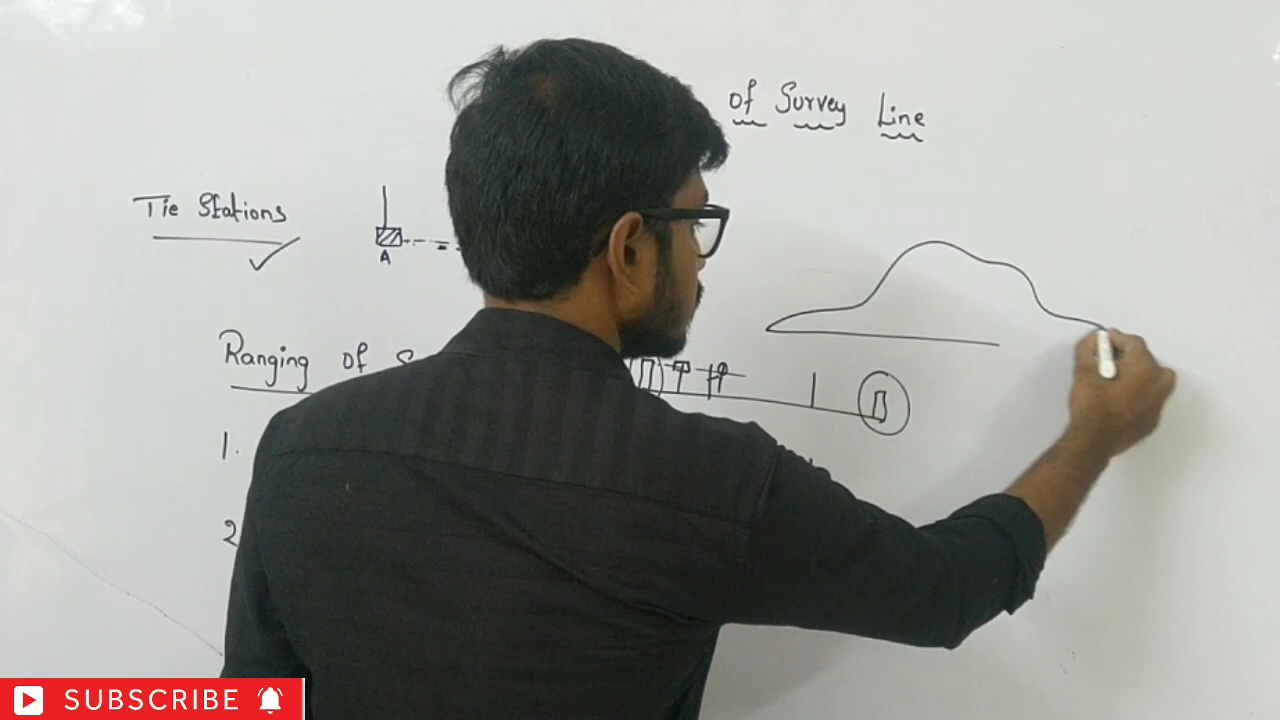 of Survey Line
Tie Stations
A
Ranging of
1.
2
SUBSCRIBE